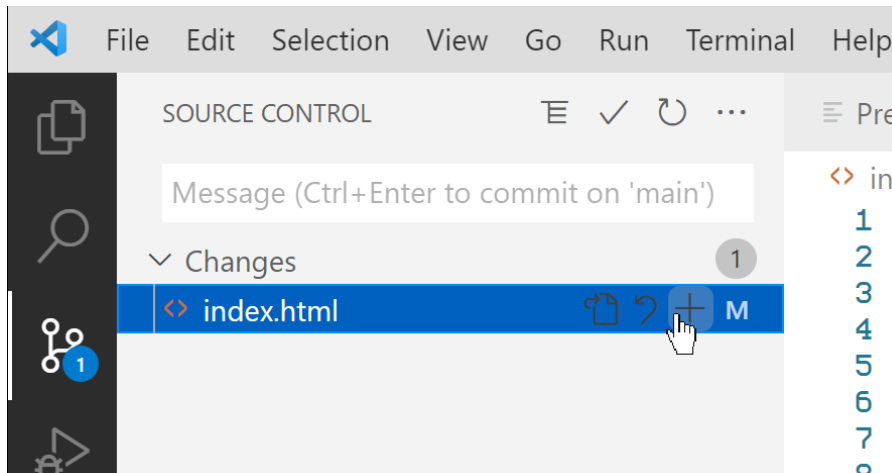 File Edit Selection View Go Run Terminal Help
SOURCE CONTROL
Message (Ctrl+Enter to commit on 'main')
Changes 1
index.html M
1
Pre
in
1
2
3
4
5
6
7